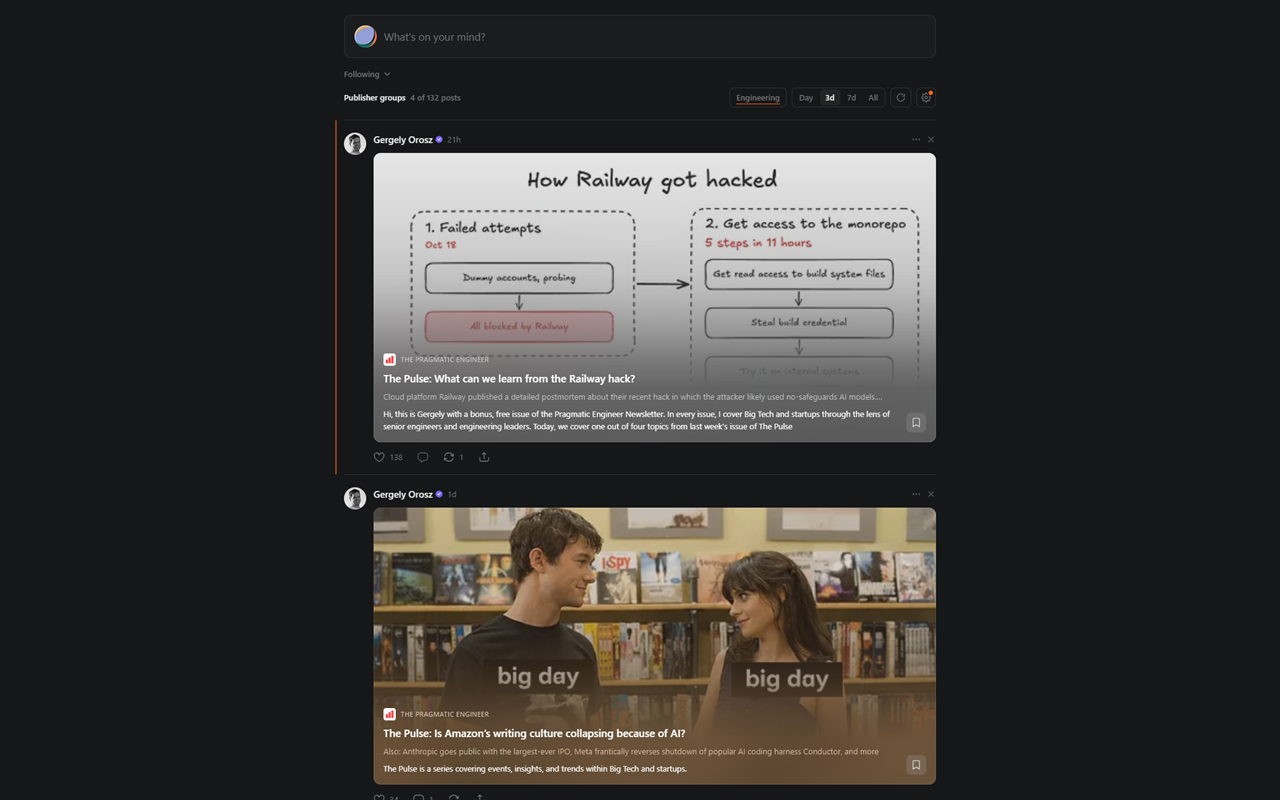 What's on your mind?
Following
Publisher groups 4 of 132 posts
Engineering Day 3d 7d All
Gergely Orosz 21h
How Railway got hacked
1. Failed attempts
Oct 18
Dummy accounts, probing
All blocked by Railway
2. Get access to the monorepo
5 steps in 11 hours
Get read access to build system files
Steal build credential
Try it on internal systems
THE PRAGMATIC ENGINEER
The Pulse: What can we learn from the Railway hack?
Cloud platform Railway published a detailed postmortem about their recent hack in which the attacker likely used no-safeguards AI models....
Hi, this is Gergely with a bonus, free issue of the Pragmatic Engineer Newsletter. In every issue, I cover Big Tech and startups through the lens of
senior engineers and engineering leaders. Today, we cover one out of four topics from last week's issue of The Pulse
138 1
Gergely Orosz 1d
I SPY
big day
big day
THE PRAGMATIC ENGINEER
The Pulse: Is Amazon's writing culture collapsing because of AI?
Also: Anthropic goes public with the largest-ever IPO, Meta frantically reverses shutdown of popular AI coding harness Conductor, and more
The Pulse is a series covering events, insights, and trends within Big Tech and startups.